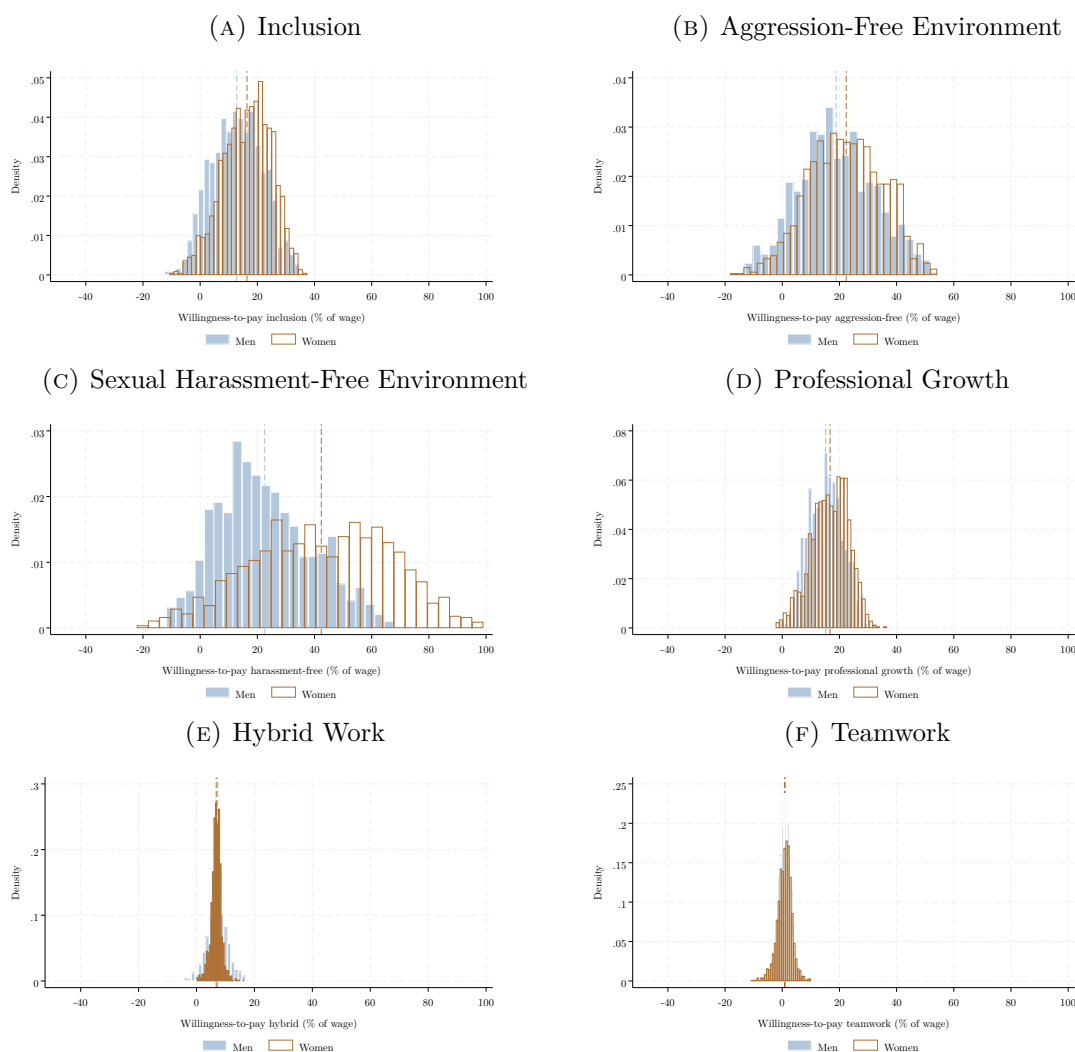 (A) Inclusion
.05
.04
.03
.02
.01
0
Density
-40 -20 0 20 40 60 80 100
Willingness-to-pay inclusion (% of wage)
Men Women
(B) Aggression-Free Environment
.04
.03
.02
.01
0
Density
-40 -20 0 20 40 60 80 100
Willingness-to-pay aggression-free (% of wage)
Men Women
(C) Sexual Harassment-Free Environment
.03
.02
.01
0
Density
-40 -20 0 20 40 60 80 100
Willingness-to-pay harassment-free (% of wage)
Men Women
(D) Professional Growth
.08
.06
.04
.02
0
Density
-40 -20 0 20 40 60 80 100
Willingness-to-pay professional growth (% of wage)
Men Women
(E) Hybrid Work
.3
.2
.1
0
Density
-40 -20 0 20 40 60 80 100
Willingness-to-pay hybrid (% of wage)
Men Women
(F) Teamwork
.25
.2
.15
.1
.05
0
Density
-40 -20 0 20 40 60 80 100
Willingness-to-pay teamwork (% of wage)
Men Women